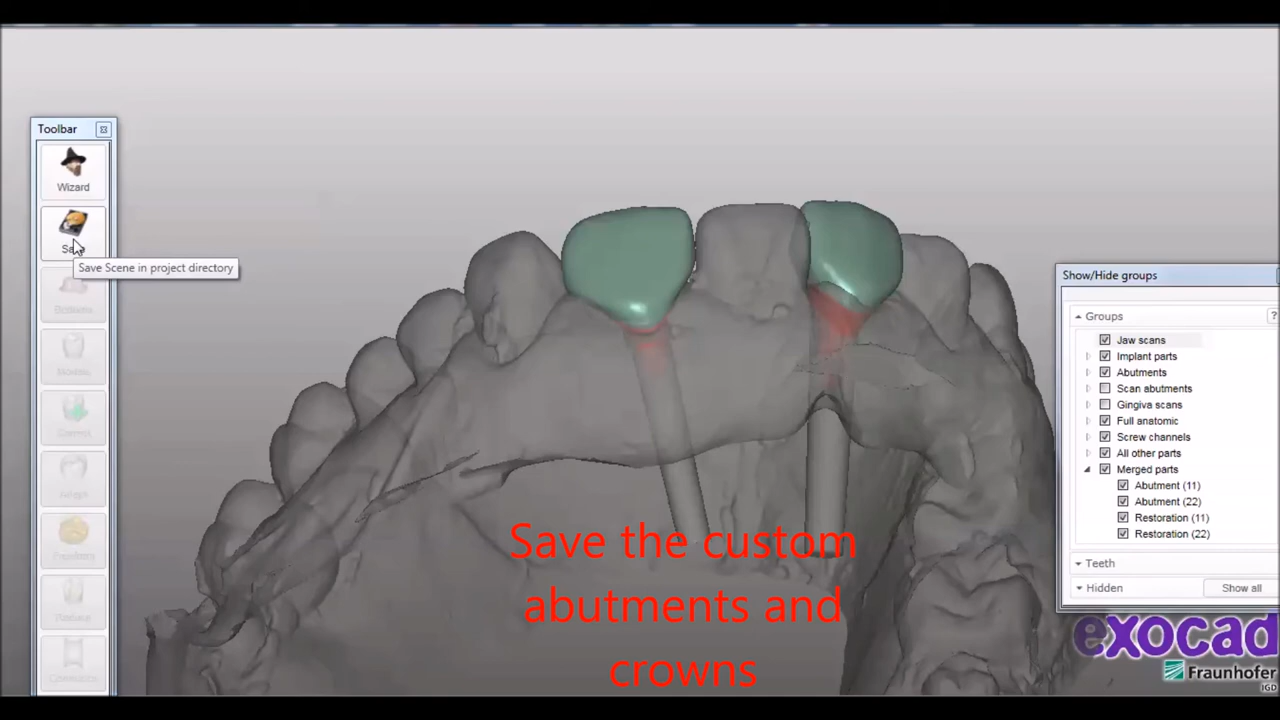 Toolbar
Wizard
Save Scene in project directory
Show/Hide groups
Groups
?
Jaw scans
Implant parts
Abutments
Scan abutments
Gingiva scans
Full anatomic
Screw channels
All other parts
Merged parts
Abutment (11)
Abutment (22)
Restoration (11)
Restoration (22)
Teeth
Hidden
Show all
Save the custom
abutments and
crowns
exocad
Fraunhofer
IGD